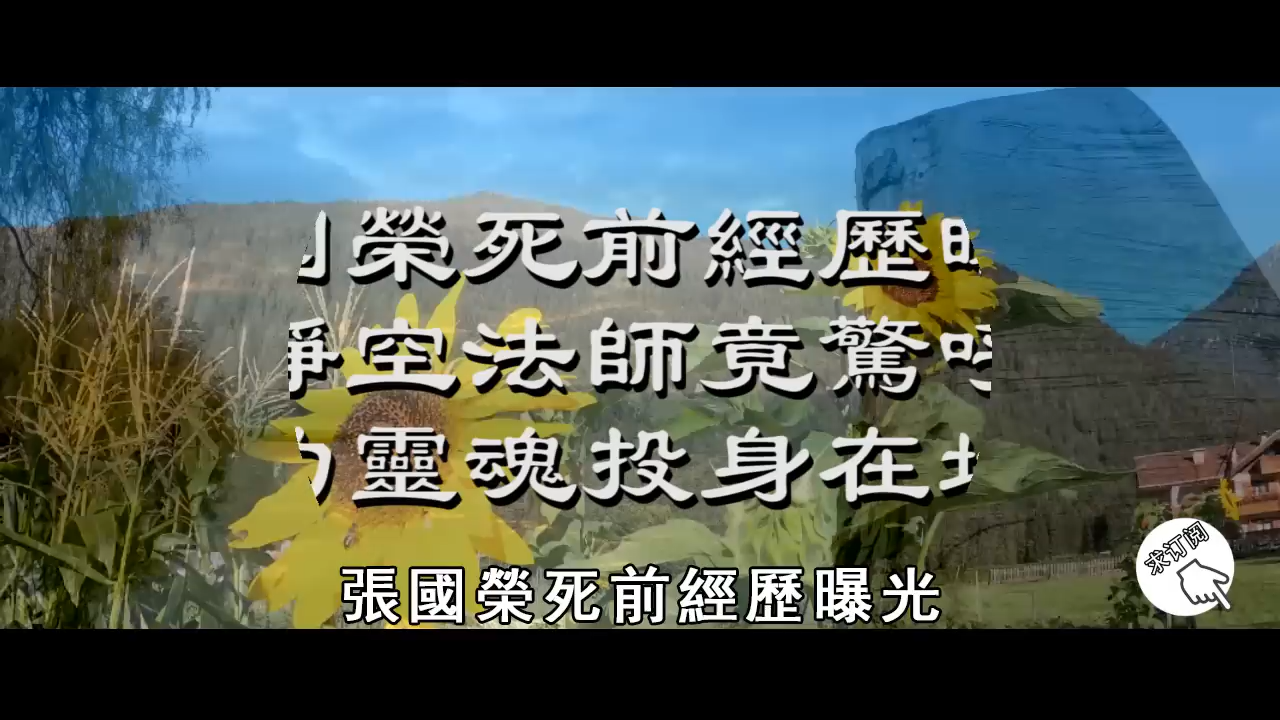 榮死前經歷
空法師竟驚
靈魂投身在
求订阅
張國榮死前經歷曝光